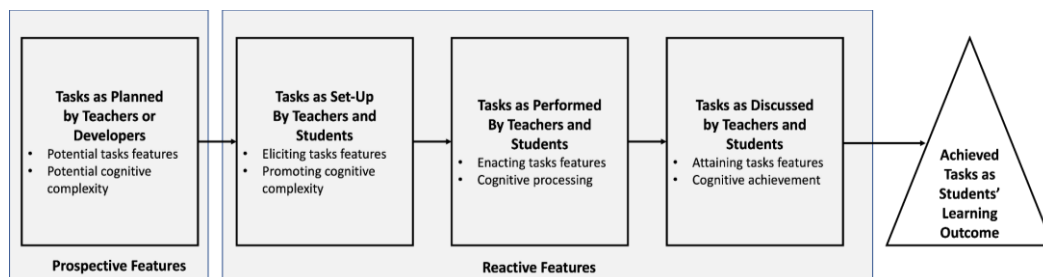 Tasks as Planned
by Teachers or
Developers
• Potential tasks features
• Potential cognitive
complexity
Tasks as Set-Up
By Teachers and
Students
• Eliciting tasks features
• Promoting cognitive
complexity
Tasks as Performed
By Teachers and
Students
• Enacting tasks features
• Cognitive processing
Tasks as Discussed
by Teachers and
Students
• Attaining tasks features
• Cognitive achievement
Achieved
Tasks as
Students'
Learning
Outcome
Prospective Features
Reactive Features